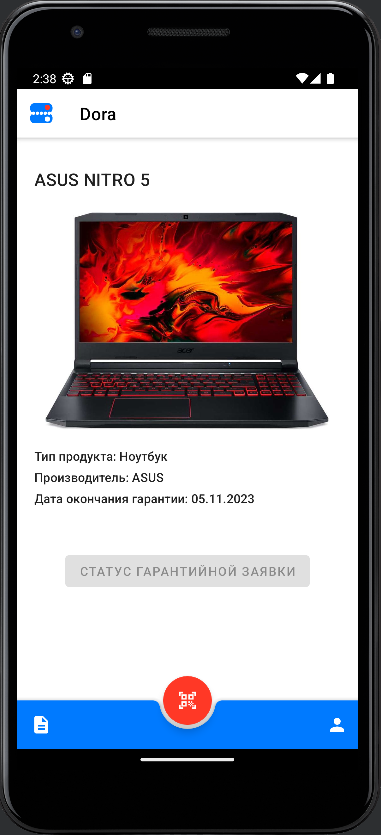 2:38
Dora
ASUS NITRO 5
acer
Тип продукта: Ноутбук
Производитель: ASUS
Дата окончания гарантии: 05.11.2023
СТАТУС ГАРАНТИЙНОЙ ЗАЯВКИ